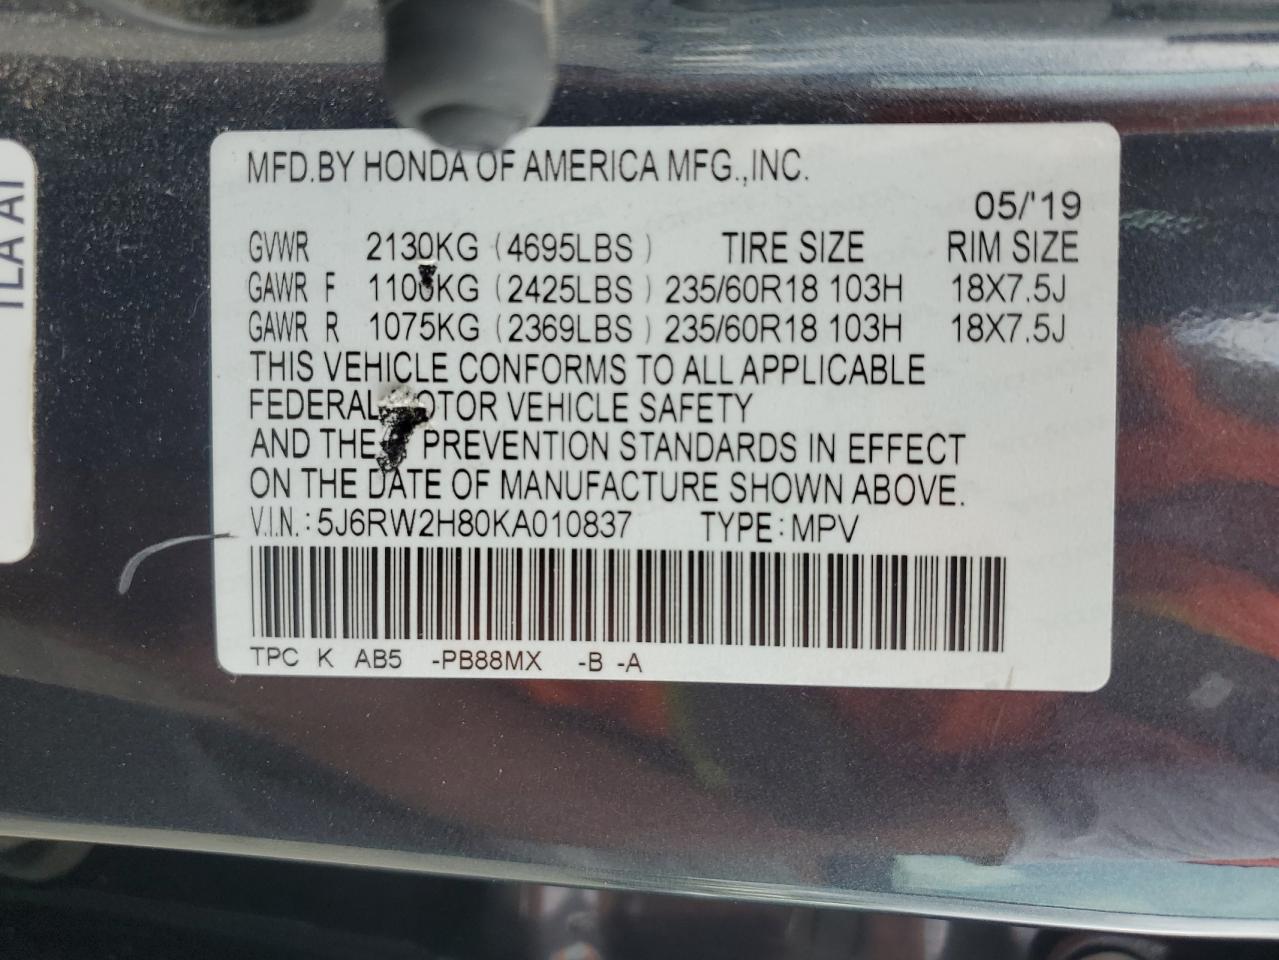 MFD.BY HONDA OF AMERICA MFG.,INC.
05/'19
GVWR 2130KG (4695LBS) TIRE SIZE RIM SIZE
GAWR F 1100KG (2425LBS) 235/60R18 103H 18X7.5J
GAWR R 1075KG (2369LBS) 235/60R18 103H 18X7.5J
THIS VEHICLE CONFORMS TO ALL APPLICABLE
FEDERAL MOTOR VEHICLE SAFETY
AND THE PREVENTION STANDARDS IN EFFECT
ON THE DATE OF MANUFACTURE SHOWN ABOVE.
V.I.N.: 5J6RW2H80KA010837 TYPE: MPV
TPC K AB5 -PB88MX -B -A